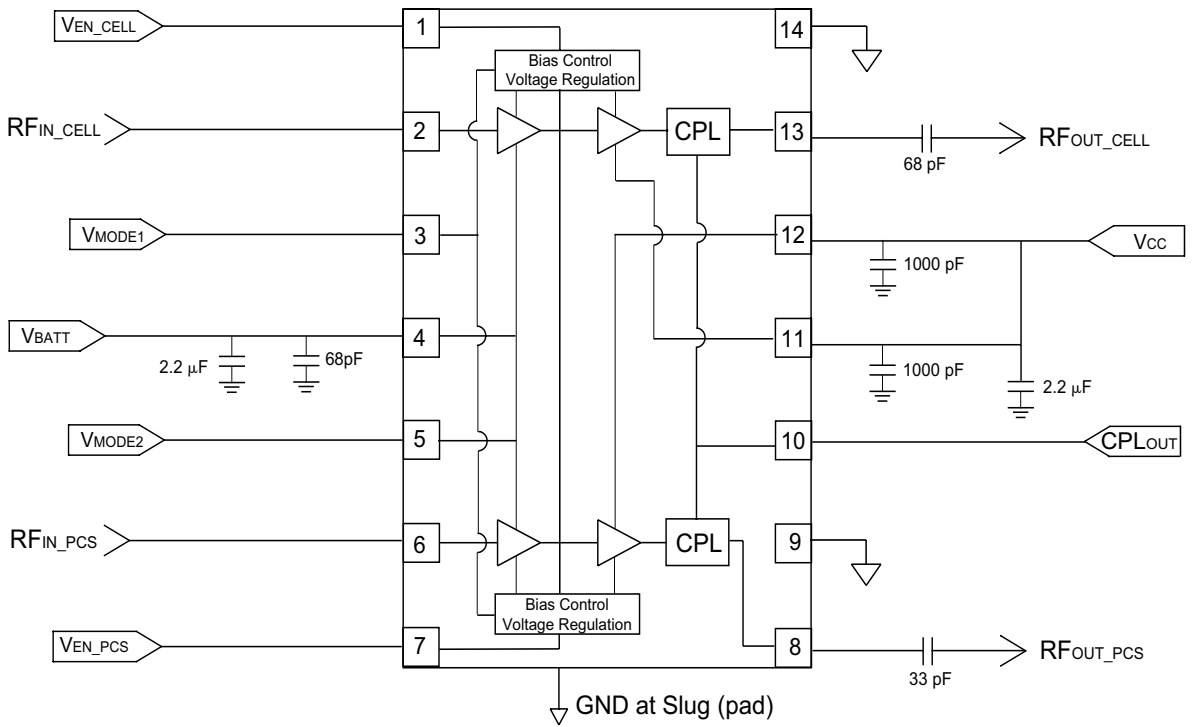 VEN_CELL
1
14
Bias Control
Voltage Regulation
RFIN_CELL
2
CPL
13
RFOUT_CELL
68 pF
VMODE1
3
12
VCC
1000 pF
VBATT
4
11
2.2 μF
68pF
1000 pF
2.2 μF
VMODE2
5
10
CPLOUT
RFIN_PCS
6
CPL
9
Bias Control
Voltage Regulation
VEN_PCS
7
8
RFOUT_PCS
33 pF
GND at Slug (pad)